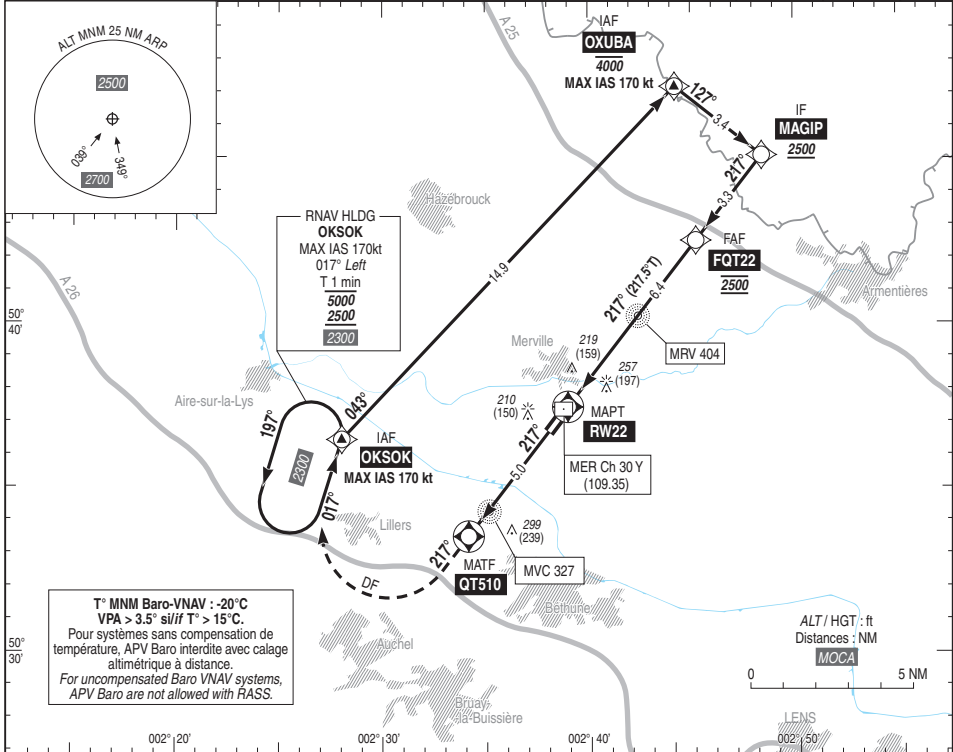 ALT MNM 25 NM ARP
2500
039°
349°
2700
A 25
IAF
OXUBA
4000
MAX IAS 170 kt
127°
3.4
IF
MAGIP
2500
217°
3.3
Hazebrouck
RNAV HLDG
OKSOK
MAX IAS 170kt
017° Left
T 1 min
5000
2500
2300
14.9
FAF
FQT22
2500
Armentières
A 26
217° (217.5°T)
6.4
50°
40'
MRV 404
Merville
219
(159)
257
(197)
210
(150)
Aire-sur-la-Lys
197°
043°
2300
017°
IAF
OKSOK
MAX IAS 170 kt
MAPT
RW22
217°
5.0
MER Ch 30 Y
(109.35)
Lillers
299
(239)
217°
MATF
QT510
MVC 327
DF
Béthune
T° MNM Baro-VNAV : -20°C
VPA > 3.5° si/if T° > 15°C.
Pour systèmes sans compensation de
température, APV Baro interdite avec calage
altimétrique à distance.
For uncompensated Baro VNAV systems,
APV Baro are not allowed with RASS.
Auchel
Bruay
-la-Buissière
ALT / HGT : ft
Distances : NM
MOCA
0
5 NM
50°
30'
LENS
002° 20'
002° 30'
002° 40'
002° 50'